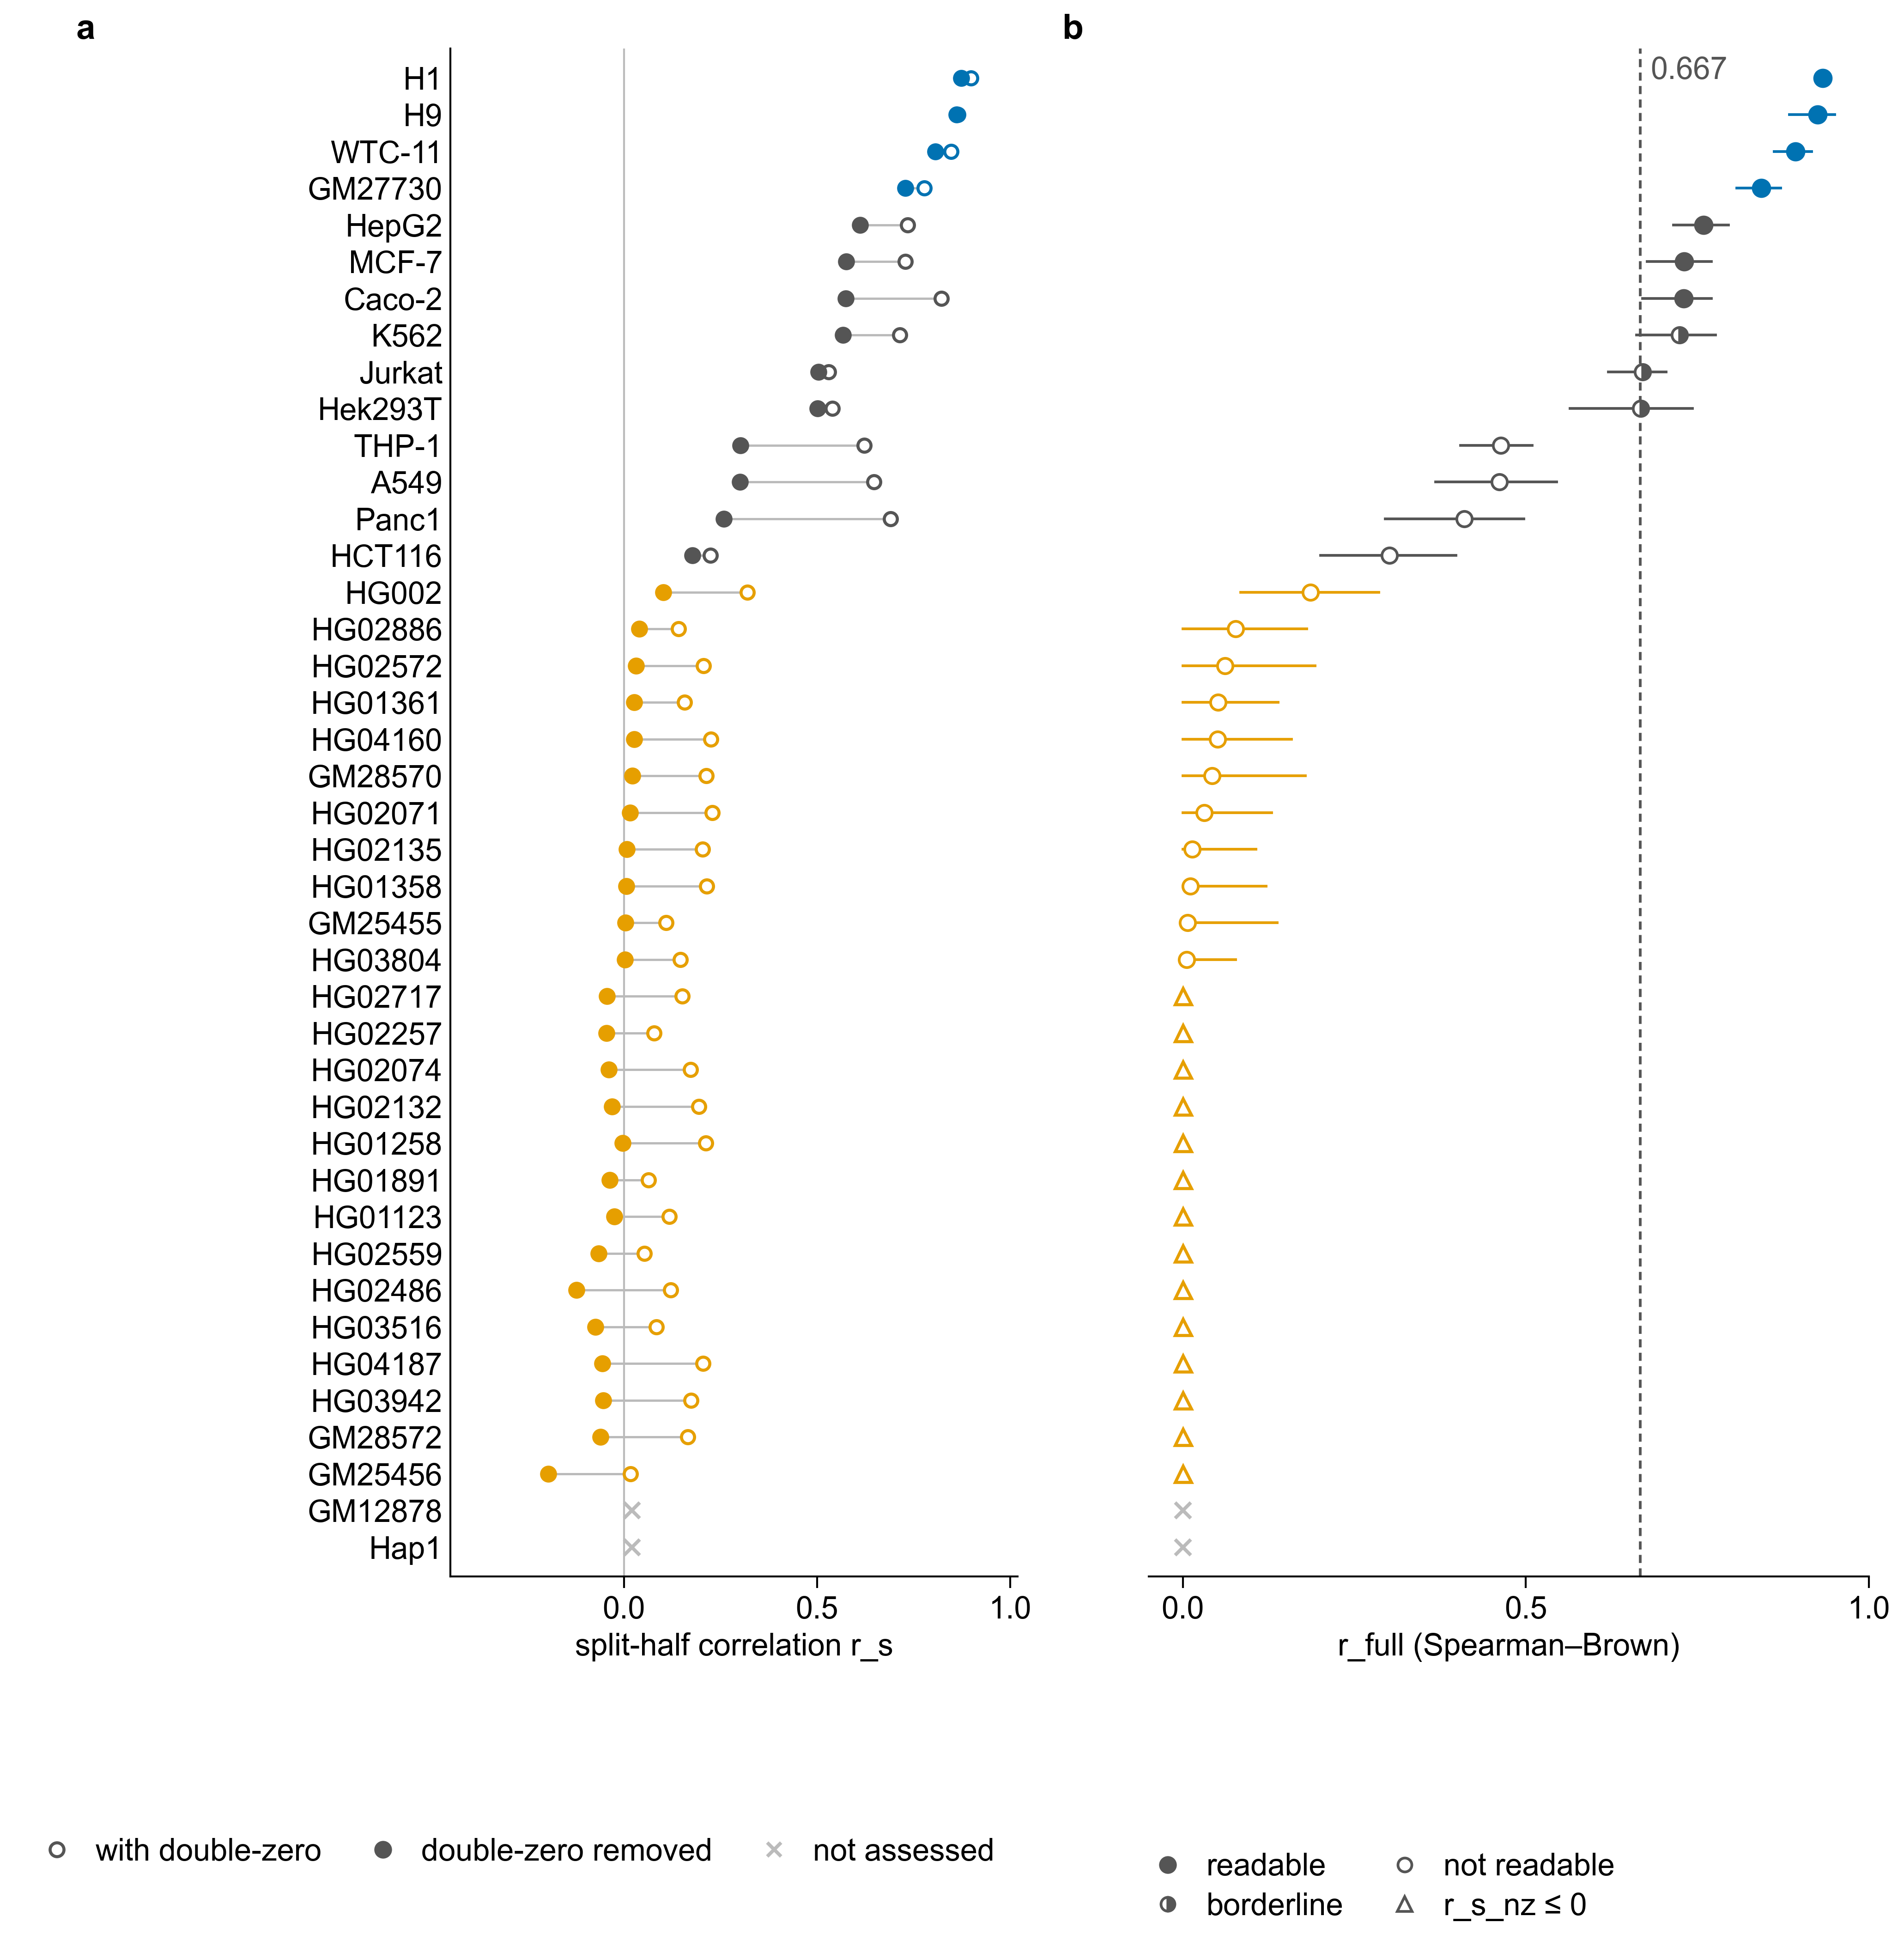 a
b
H1
H9
WTC-11
GM27730
HepG2
MCF-7
Caco-2
K562
Jurkat
Hek293T
THP-1
A549
Panc1
HCT116
HG002
HG02886
HG02572
HG01361
HG04160
GM28570
HG02071
HG02135
HG01358
GM25455
HG03804
HG02717
HG02257
HG02074
HG02132
HG01258
HG01891
HG01123
HG02559
HG02486
HG03516
HG04187
HG03942
GM28572
GM25456
GM12878
Hap1
0.0 0.5 1.0
split-half correlation r_s
0.667
0.0 0.5 1.0
r_full (Spearman–Brown)
with double-zero double-zero removed not assessed
readable not readable
borderline r_s_nz ≤ 0